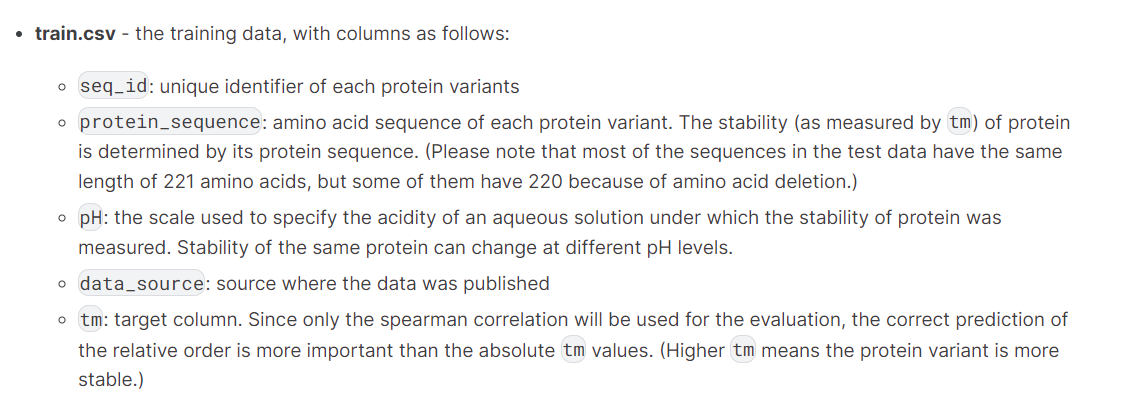 train.csv - the training data, with columns as follows:
seq_id: unique identifier of each protein variants
protein_sequence: amino acid sequence of each protein variant. The stability (as measured by tm) of protein
is determined by its protein sequence. (Please note that most of the sequences in the test data have the same
length of 221 amino acids, but some of them have 220 because of amino acid deletion.)
pH: the scale used to specify the acidity of an aqueous solution under which the stability of protein was
measured. Stability of the same protein can change at different pH levels.
data_source: source where the data was published
tm: target column. Since only the spearman correlation will be used for the evaluation, the correct prediction of
the relative order is more important than the absolute tm values. (Higher tm means the protein variant is more
stable.)